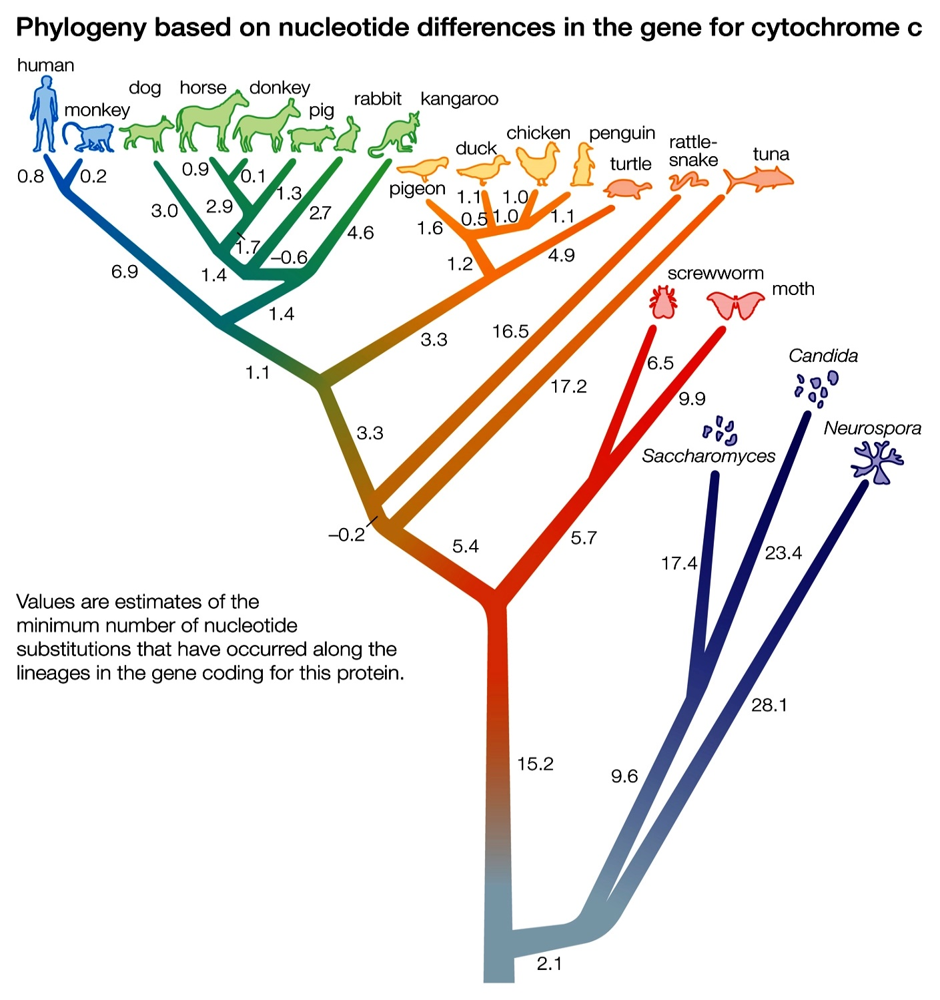 Phylogeny based on nucleotide differences in the gene for cytochrome c
human
monkey
dog
horse
donkey
pig
rabbit
kangaroo
pigeon
duck
chicken
penguin
turtle
rattle-
snake
tuna
0.8
0.2
0.9
0.1
1.3
3.0
2.9
2.7
1.7
–0.6
4.6
1.4
6.9
1.4
1.1
1.1
1.0
0.5
1.0
1.1
1.6
1.2
4.9
3.3
16.5
17.2
3.3
–0.2
5.4
screwworm
moth
6.5
9.9
5.7
Candida
Neurospora
Saccharomyces
17.4
23.4
28.1
9.6
15.2
2.1
Values are estimates of the
minimum number of nucleotide
substitutions that have occurred along the
lineages in the gene coding for this protein.